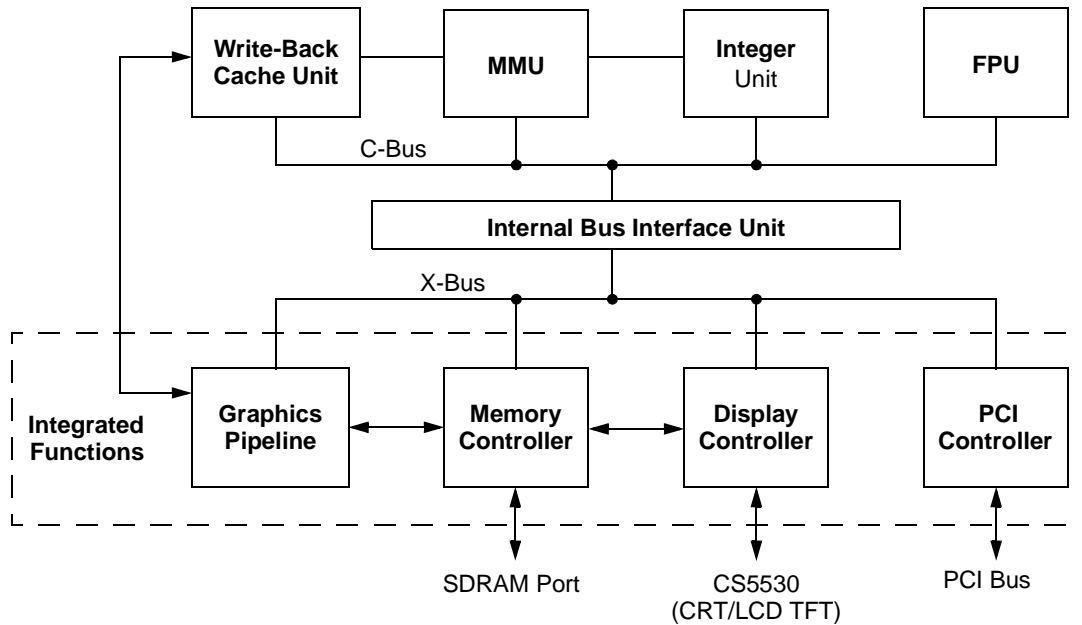 Write-Back
Cache Unit
MMU
Integer
Unit
FPU
C-Bus
Internal Bus Interface Unit
X-Bus
Integrated
Functions
Graphics
Pipeline
Memory
Controller
Display
Controller
PCI
Controller
SDRAM Port
CS5530
(CRT/LCD TFT)
PCI Bus